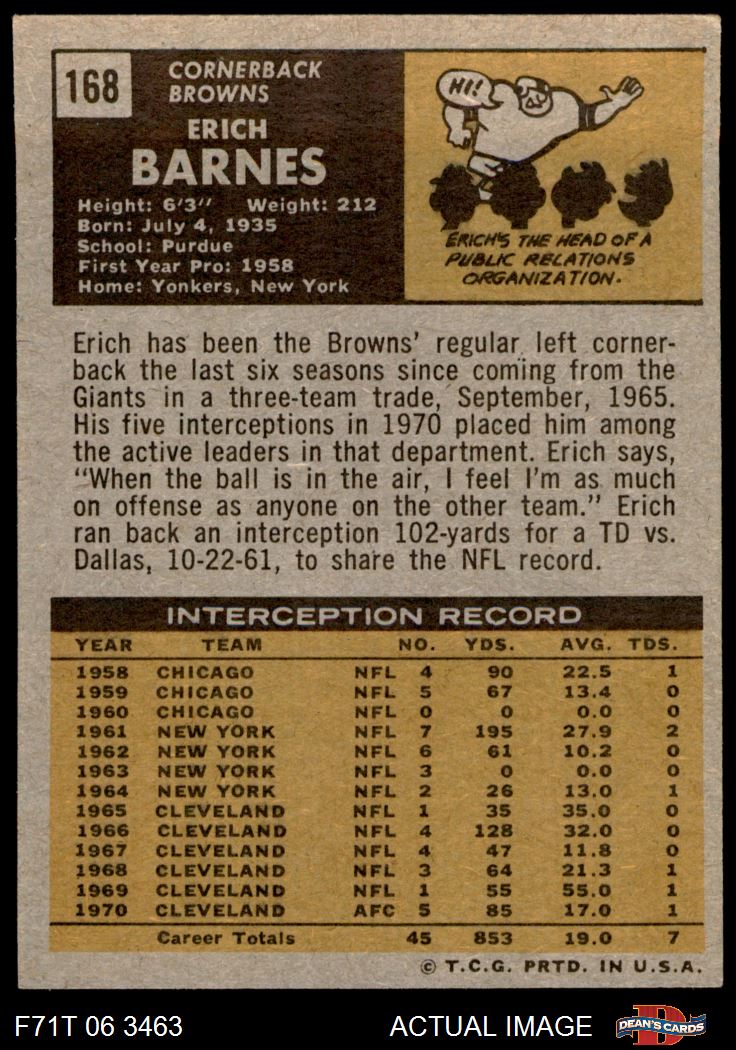 168
CORNERBACK
BROWNS
ERICH
BARNES
Height: 6'3" Weight: 212
Born: July 4, 1935
School: Purdue
First Year Pro: 1958
Home: Yonkers, New York
HI!
ERICH'S THE HEAD OF A
PUBLIC RELATIONS
ORGANIZATION.
Erich has been the Browns' regular left corner-
back the last six seasons since coming from the
Giants in a three-team trade, September, 1965.
His five interceptions in 1970 placed him among
the active leaders in that department. Erich says,
"When the ball is in the air, I feel I'm as much
on offense as anyone on the other team." Erich
ran back an interception 102-yards for a TD vs.
Dallas, 10-22-61, to share the NFL record.
INTERCEPTION RECORD
YEAR TEAM NO. YDS. AVG. TDS.
1958 CHICAGO NFL 4 90 22.5 1
1959 CHICAGO NFL 5 67 13.4 0
1960 CHICAGO NFL 0 0 0.0 0
1961 NEW YORK NFL 7 195 27.9 2
1962 NEW YORK NFL 6 61 10.2 0
1963 NEW YORK NFL 3 0 0.0 0
1964 NEW YORK NFL 2 26 13.0 1
1965 CLEVELAND NFL 1 35 35.0 0
1966 CLEVELAND NFL 4 128 32.0 0
1967 CLEVELAND NFL 4 47 11.8 0
1968 CLEVELAND NFL 3 64 21.3 1
1969 CLEVELAND NFL 1 55 55.0 1
1970 CLEVELAND AFC 5 85 17.0 1
Career Totals 45 853 19.0 7
© T.C.G. PRTD. IN U.S.A.
F71T 06 3463 ACTUAL IMAGE D DEAN'S CARDS